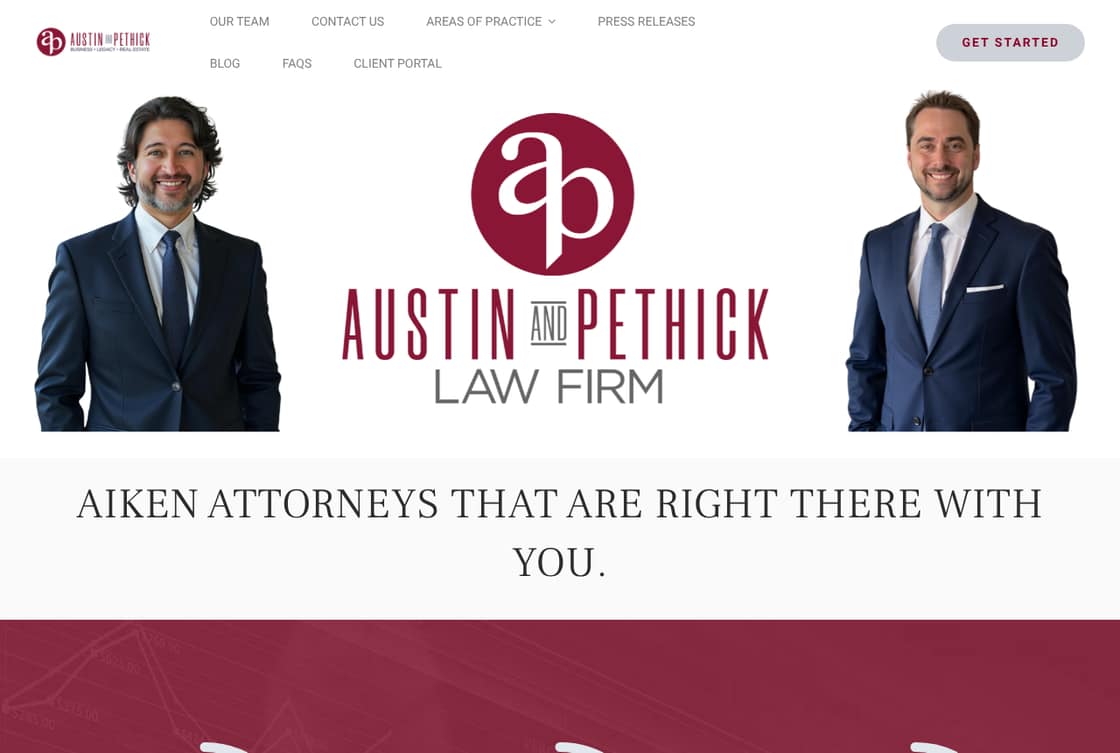 OUR TEAM CONTACT US AREAS OF PRACTICE PRESS RELEASES
AUSTIN AND PETHICK
BUSINESS • LEGACY • REAL ESTATE
GET STARTED
BLOG FAQS CLIENT PORTAL
ap
AUSTIN AND PETHICK
LAW FIRM
AIKEN ATTORNEYS THAT ARE RIGHT THERE WITH
YOU.